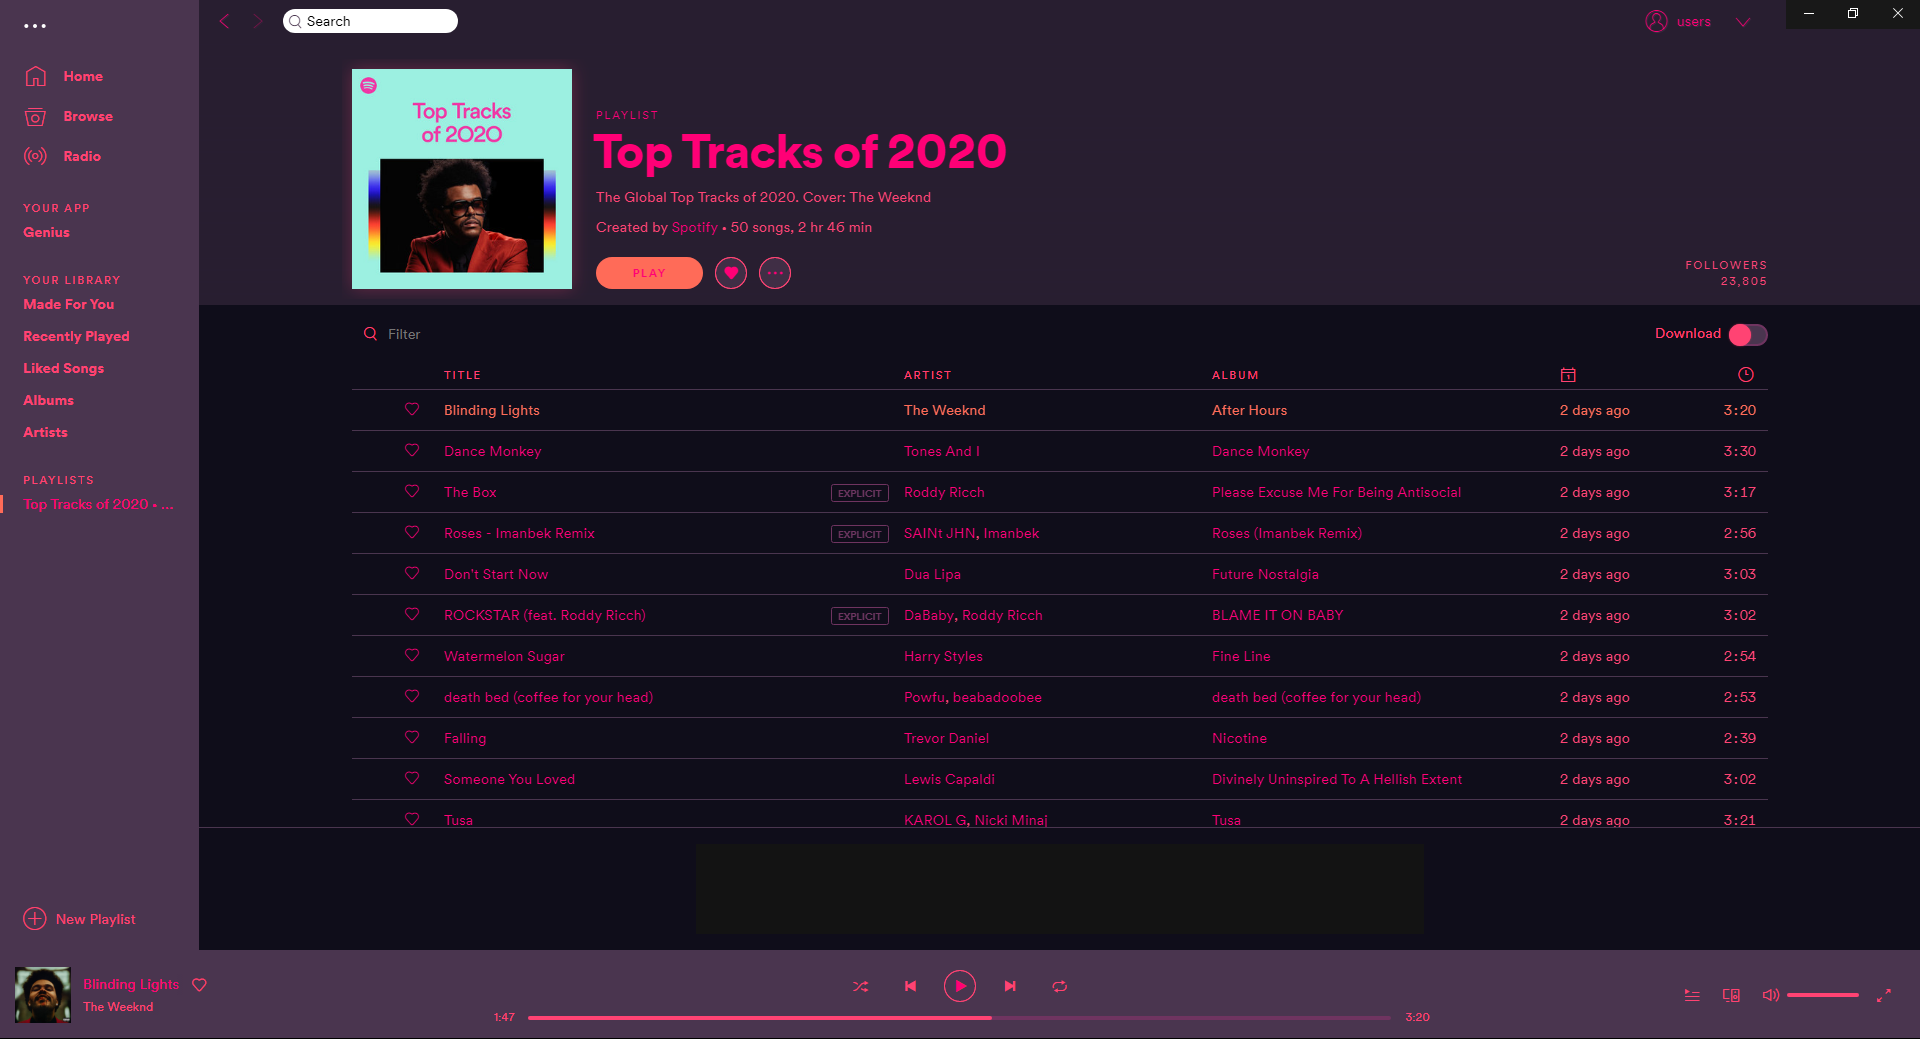 Search
users
Home
Browse
Radio
YOUR APP
Genius
YOUR LIBRARY
Made For You
Recently Played
Liked Songs
Albums
Artists
PLAYLISTS
Top Tracks of 2020 • ...
New Playlist
Top Tracks
of 2020
PLAYLIST
Top Tracks of 2020
The Global Top Tracks of 2020. Cover: The Weeknd
Created by Spotify • 50 songs, 2 hr 46 min
PLAY
FOLLOWERS
23,805
Filter
Download
TITLE ARTIST ALBUM
Blinding Lights The Weeknd After Hours 2 days ago 3:20
Dance Monkey Tones And I Dance Monkey 2 days ago 3:30
The Box EXPLICIT Roddy Ricch Please Excuse Me For Being Antisocial 2 days ago 3:17
Roses - Imanbek Remix EXPLICIT SAINt JHN, Imanbek Roses (Imanbek Remix) 2 days ago 2:56
Don't Start Now Dua Lipa Future Nostalgia 2 days ago 3:03
ROCKSTAR (feat. Roddy Ricch) EXPLICIT DaBaby, Roddy Ricch BLAME IT ON BABY 2 days ago 3:02
Watermelon Sugar Harry Styles Fine Line 2 days ago 2:54
death bed (coffee for your head) Powfu, beabadoobee death bed (coffee for your head) 2 days ago 2:53
Falling Trevor Daniel Nicotine 2 days ago 2:39
Someone You Loved Lewis Capaldi Divinely Uninspired To A Hellish Extent 2 days ago 3:02
Tusa KAROL G, Nicki Minaj Tusa 2 days ago 3:21
Blinding Lights
The Weeknd
1:47
3:20